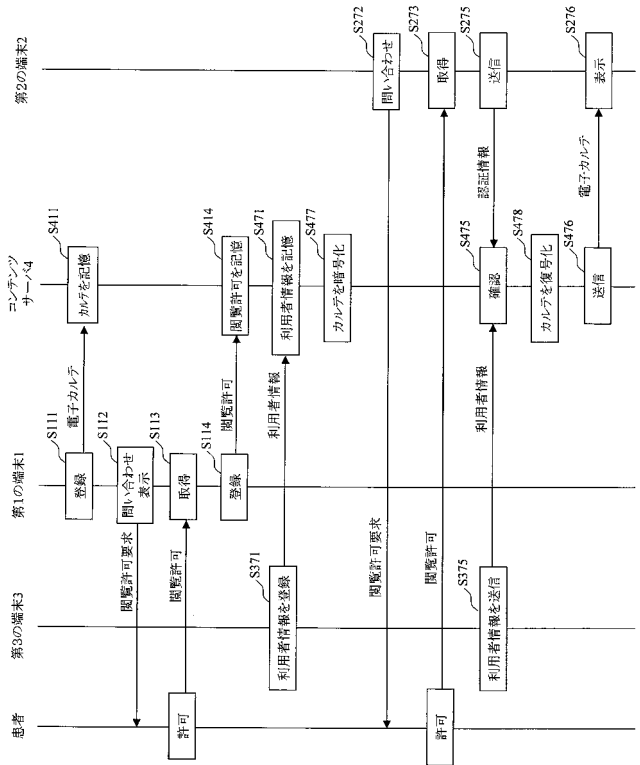 患者
第3の端末3
第1の端末1
コンテンツ
サーバ4
第2の端末2
S111
登録
電子カルテ
S411
カルテを記憶
S112
問い合わせ
表示
閲覧許可要求
許可
閲覧許可
S113
取得
S114
登録
閲覧許可
S414
閲覧許可を記憶
S371
利用者情報を登録
利用者情報
S471
利用者情報を記憶
S477
カルテを暗号化
S272
問い合わせ
閲覧許可要求
許可
閲覧許可
S273
取得
S375
利用者情報を送信
利用者情報
S475
確認
認証情報
S275
送信
S478
カルテを復号化
S476
送信
電子カルテ
S276
表示